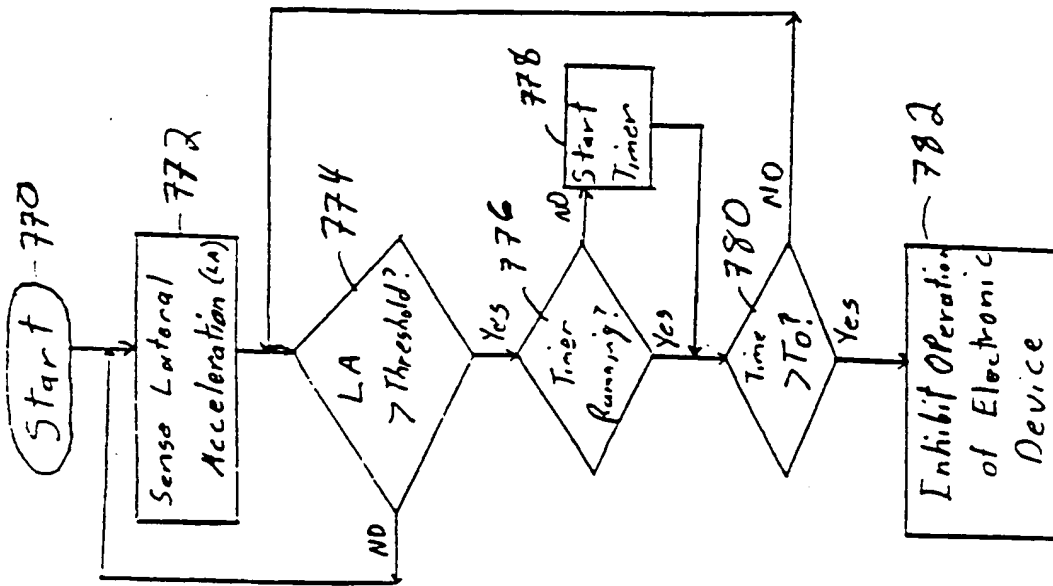 Start
770
Sense Lateral
Acceleration (LA)
772
LA
> Threshold?
774
NO
Yes
Timer
Running?
776
NO
Start
Timer
778
Yes
Time
> To?
780
NO
Yes
Inhibit Operation
of Electronic
Device
782